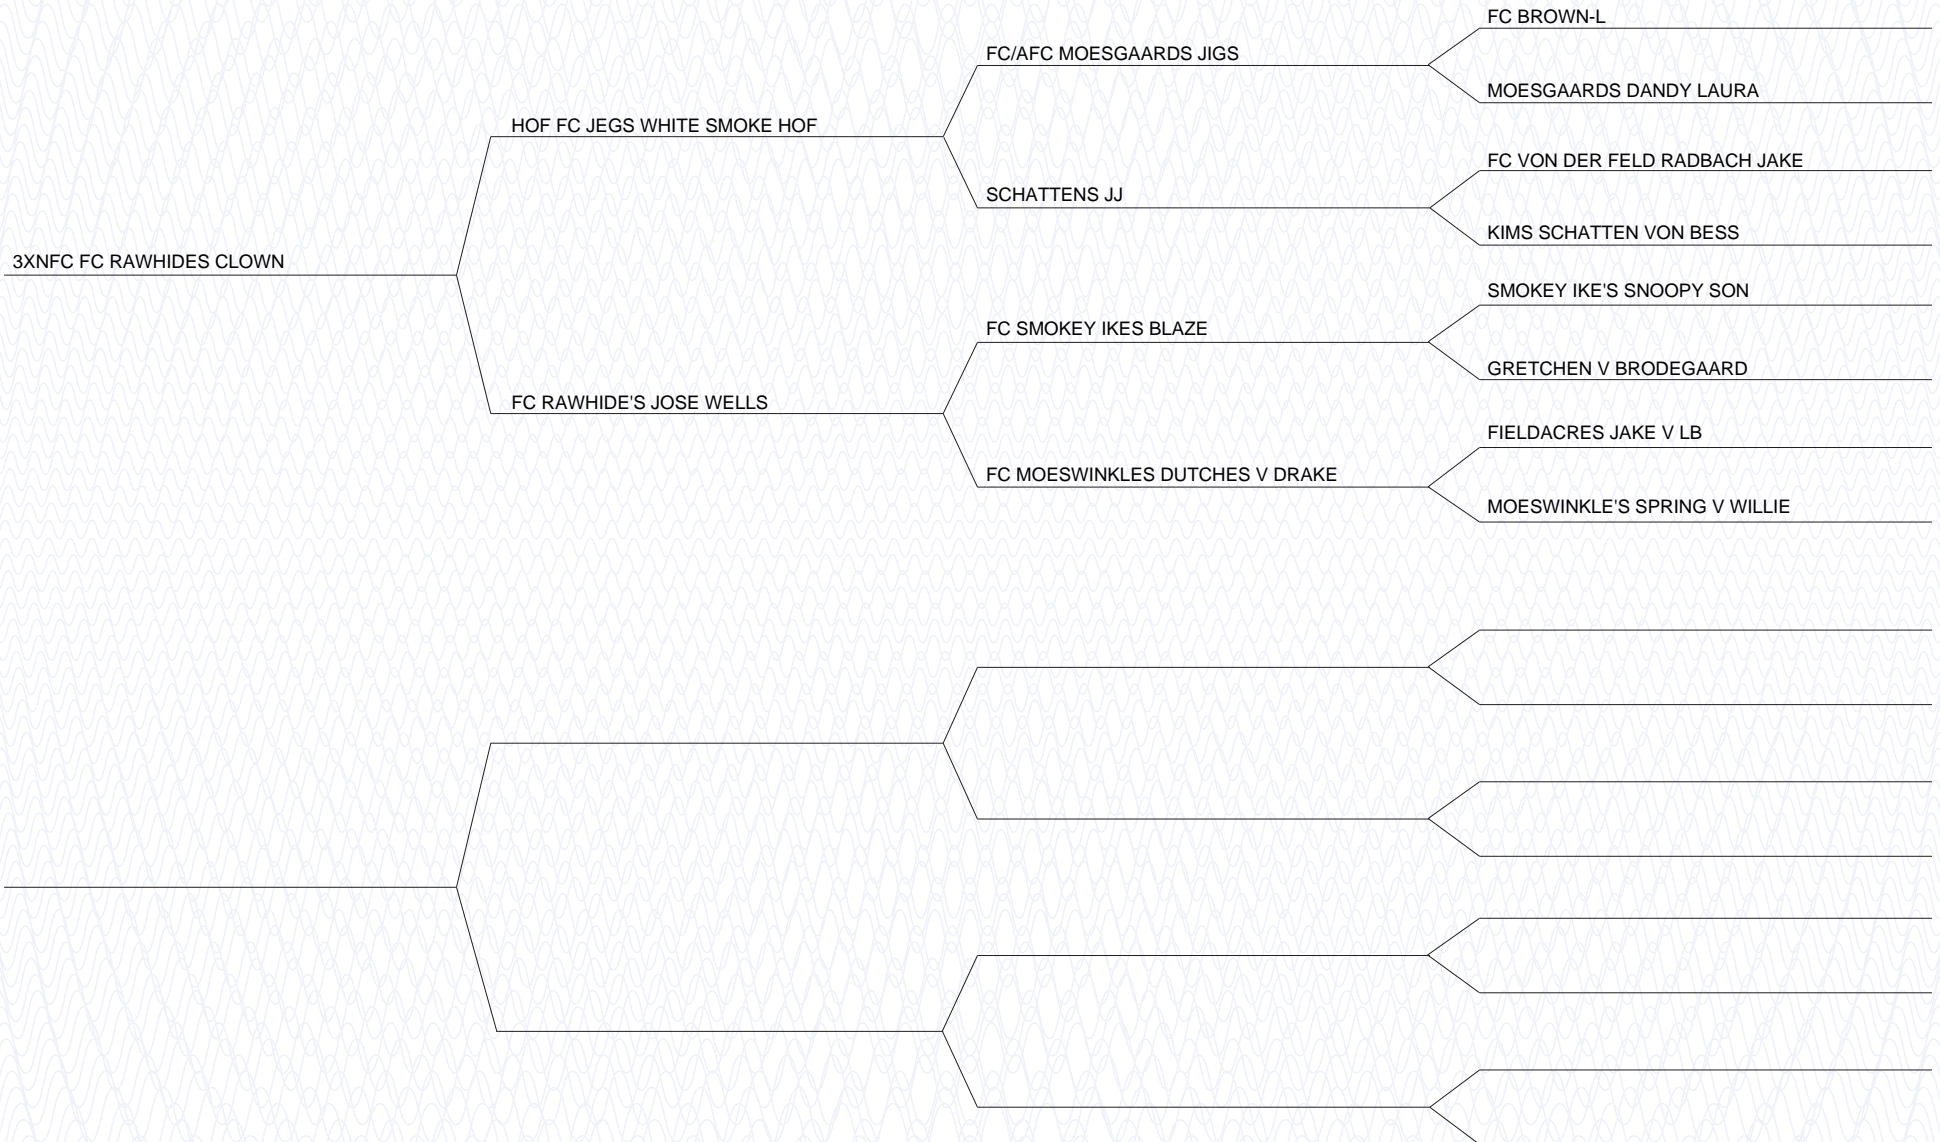 FC BROWN-L
FC/AFC MOESGAARDS JIGS
MOESGAARDS DANDY LAURA
HOF FC JEGS WHITE SMOKE HOF
FC VON DER FELD RADBACH JAKE
SCHATTENS JJ
KIMS SCHATTEN VON BESS
3XNFC FC RAWHIDES CLOWN
SMOKEY IKE'S SNOOPY SON
FC SMOKEY IKES BLAZE
GRETCHEN V BRODEGAARD
FC RAWHIDE'S JOSE WELLS
FIELDACRES JAKE V LB
FC MOESWINKLES DUTCHES V DRAKE
MOESWINKLE'S SPRING V WILLIE